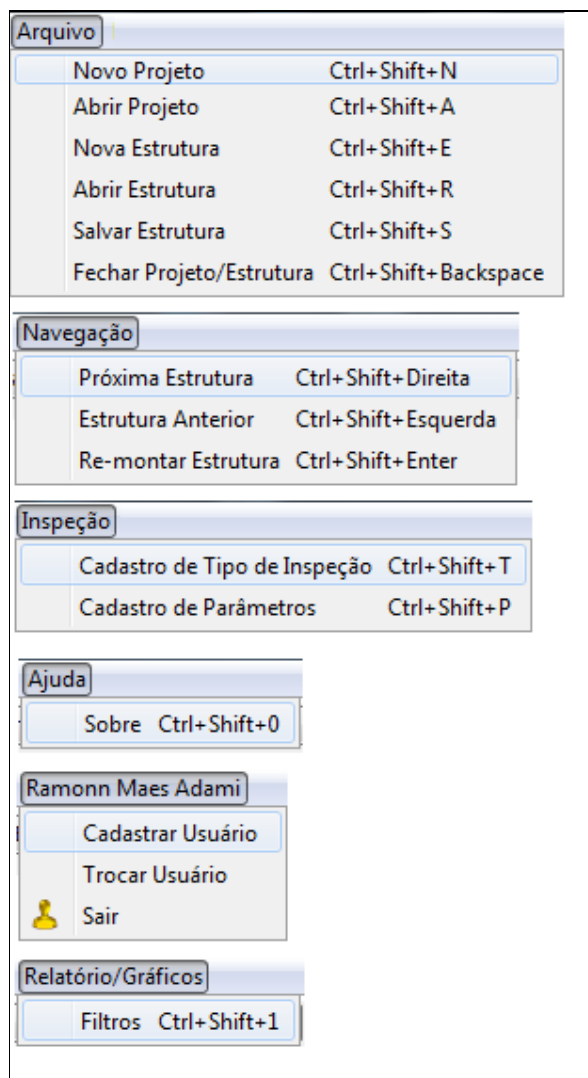 Arquivo
Novo Projeto Ctrl+Shift+N
Abrir Projeto Ctrl+Shift+A
Nova Estrutura Ctrl+Shift+E
Abrir Estrutura Ctrl+Shift+R
Salvar Estrutura Ctrl+Shift+S
Fechar Projeto/Estrutura Ctrl+Shift+Backspace
Navegação
Próxima Estrutura Ctrl+Shift+Direita
Estrutura Anterior Ctrl+Shift+Esquerda
Re-montar Estrutura Ctrl+Shift+Enter
Inspeção
Cadastro de Tipo de Inspeção Ctrl+Shift+T
Cadastro de Parâmetros Ctrl+Shift+P
Ajuda
Sobre Ctrl+Shift+0
Ramonn Maes Adami
Cadastrar Usuário
Trocar Usuário
Sair
Relatório/Gráficos
Filtros Ctrl+Shift+1